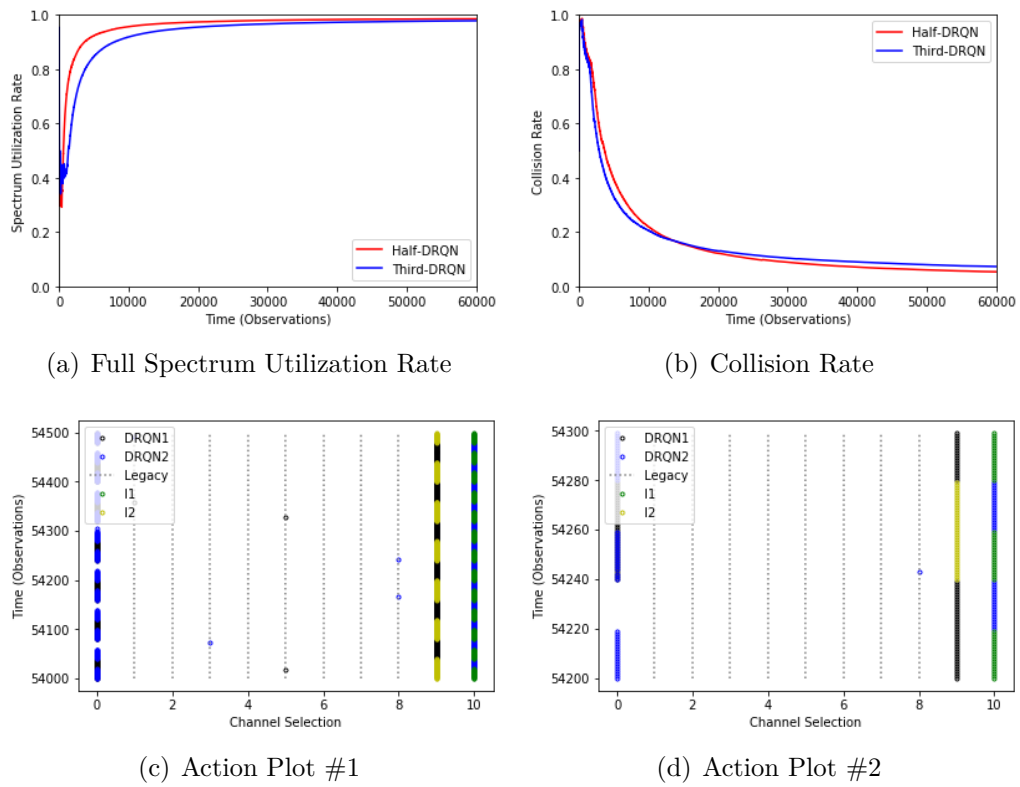 1.0
0.8
0.6
0.4
0.2
0.0
Spectrum Utilization Rate
Half-DRQN
Third-DRQN
0 10000 20000 30000 40000 50000 60000
Time (Observations)
(a) Full Spectrum Utilization Rate
1.0
0.8
0.6
0.4
0.2
0.0
Collision Rate
Half-DRQN
Third-DRQN
0 10000 20000 30000 40000 50000 60000
Time (Observations)
(b) Collision Rate
54500
54400
54300
54200
54100
54000
Time (Observations)
DRQN1
DRQN2
Legacy
I1
I2
0 2 4 6 8 10
Channel Selection
(c) Action Plot #1
54300
54280
54260
54240
54220
54200
Time (Observations)
DRQN1
DRQN2
Legacy
I1
I2
0 2 4 6 8 10
Channel Selection
(d) Action Plot #2